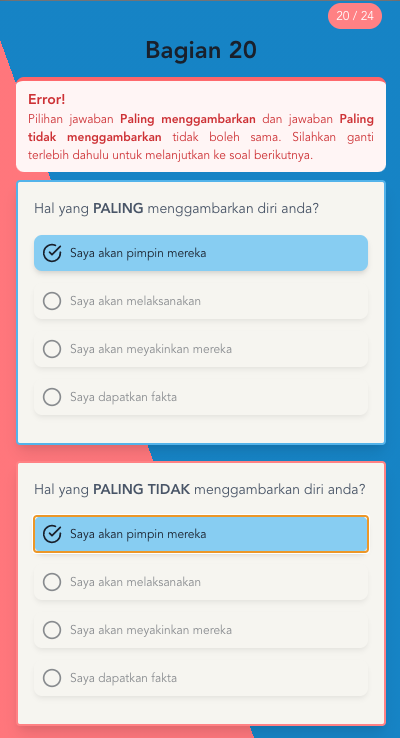 20 / 24
Bagian 20
Error!
Pilihan jawaban Paling menggambarkan dan jawaban Paling
tidak menggambarkan tidak boleh sama. Silahkan ganti
terlebih dahulu untuk melanjutkan ke soal berikutnya.
Hal yang PALING menggambarkan diri anda?
Saya akan pimpin mereka
Saya akan melaksanakan
Saya akan meyakinkan mereka
Saya dapatkan fakta
Hal yang PALING TIDAK menggambarkan diri anda?
Saya akan pimpin mereka
Saya akan melaksanakan
Saya akan meyakinkan mereka
Saya dapatkan fakta